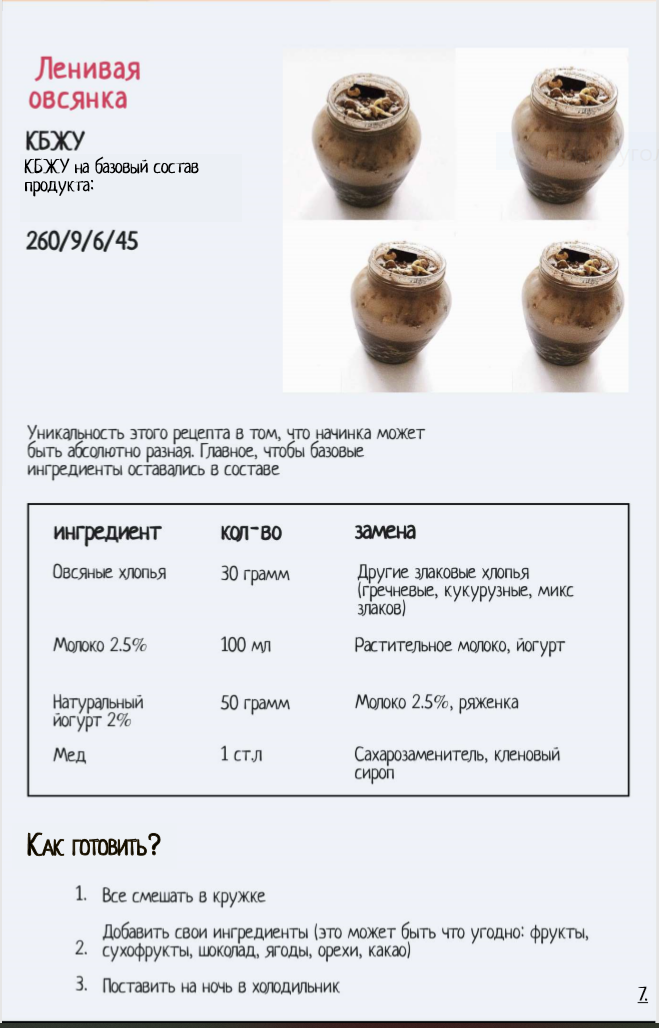 Ленивая
овсянка
КБЖУ
КБЖУ на базовый состав
продукта:
260/9/6/45
Уникальность этого рецепта в том, что начинка может
быть абсолютно разная. Главное, чтобы базовые
ингредиенты оставались в составе
ингредиент кол-во замена
Овсяные хлопья 30 грамм Другие злаковые хлопья
(гречневые, кукурузные, микс
злаков)
Молоко 2.5% 100 мл Растительное молоко, йогурт
Натуральный 50 грамм Молоко 2.5%, ряженка
йогурт 2%
Мед 1 ст.л Сахарозаменитель, кленовый
сироп
Как готовить?
1. Все смешать в кружке
Добавить свои ингредиенты (это может быть что угодно: фрукты,
2. сухофрукты, шоколад, ягоды, орехи, какао)
3. Поставить на ночь в холодильник
7.